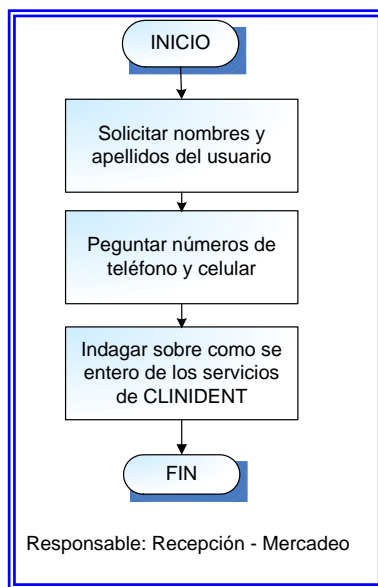 INICIO
Solicitar nombres y
apellidos del usuario
Peguntar números de
teléfono y celular
Indagar sobre como se
entero de los servicios
de CLINIDENT
FIN
Responsable: Recepción - Mercadeo